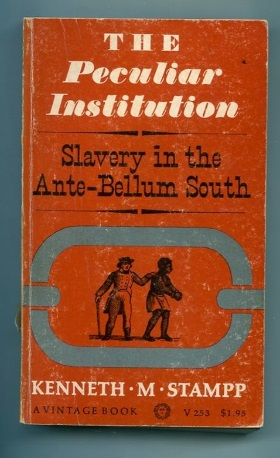 THE
Peculiar
Institution
Slavery in the
Ante-Bellum South
KENNETH·M·STAMPP
A VINTAGE BOOK V 253 $1.95